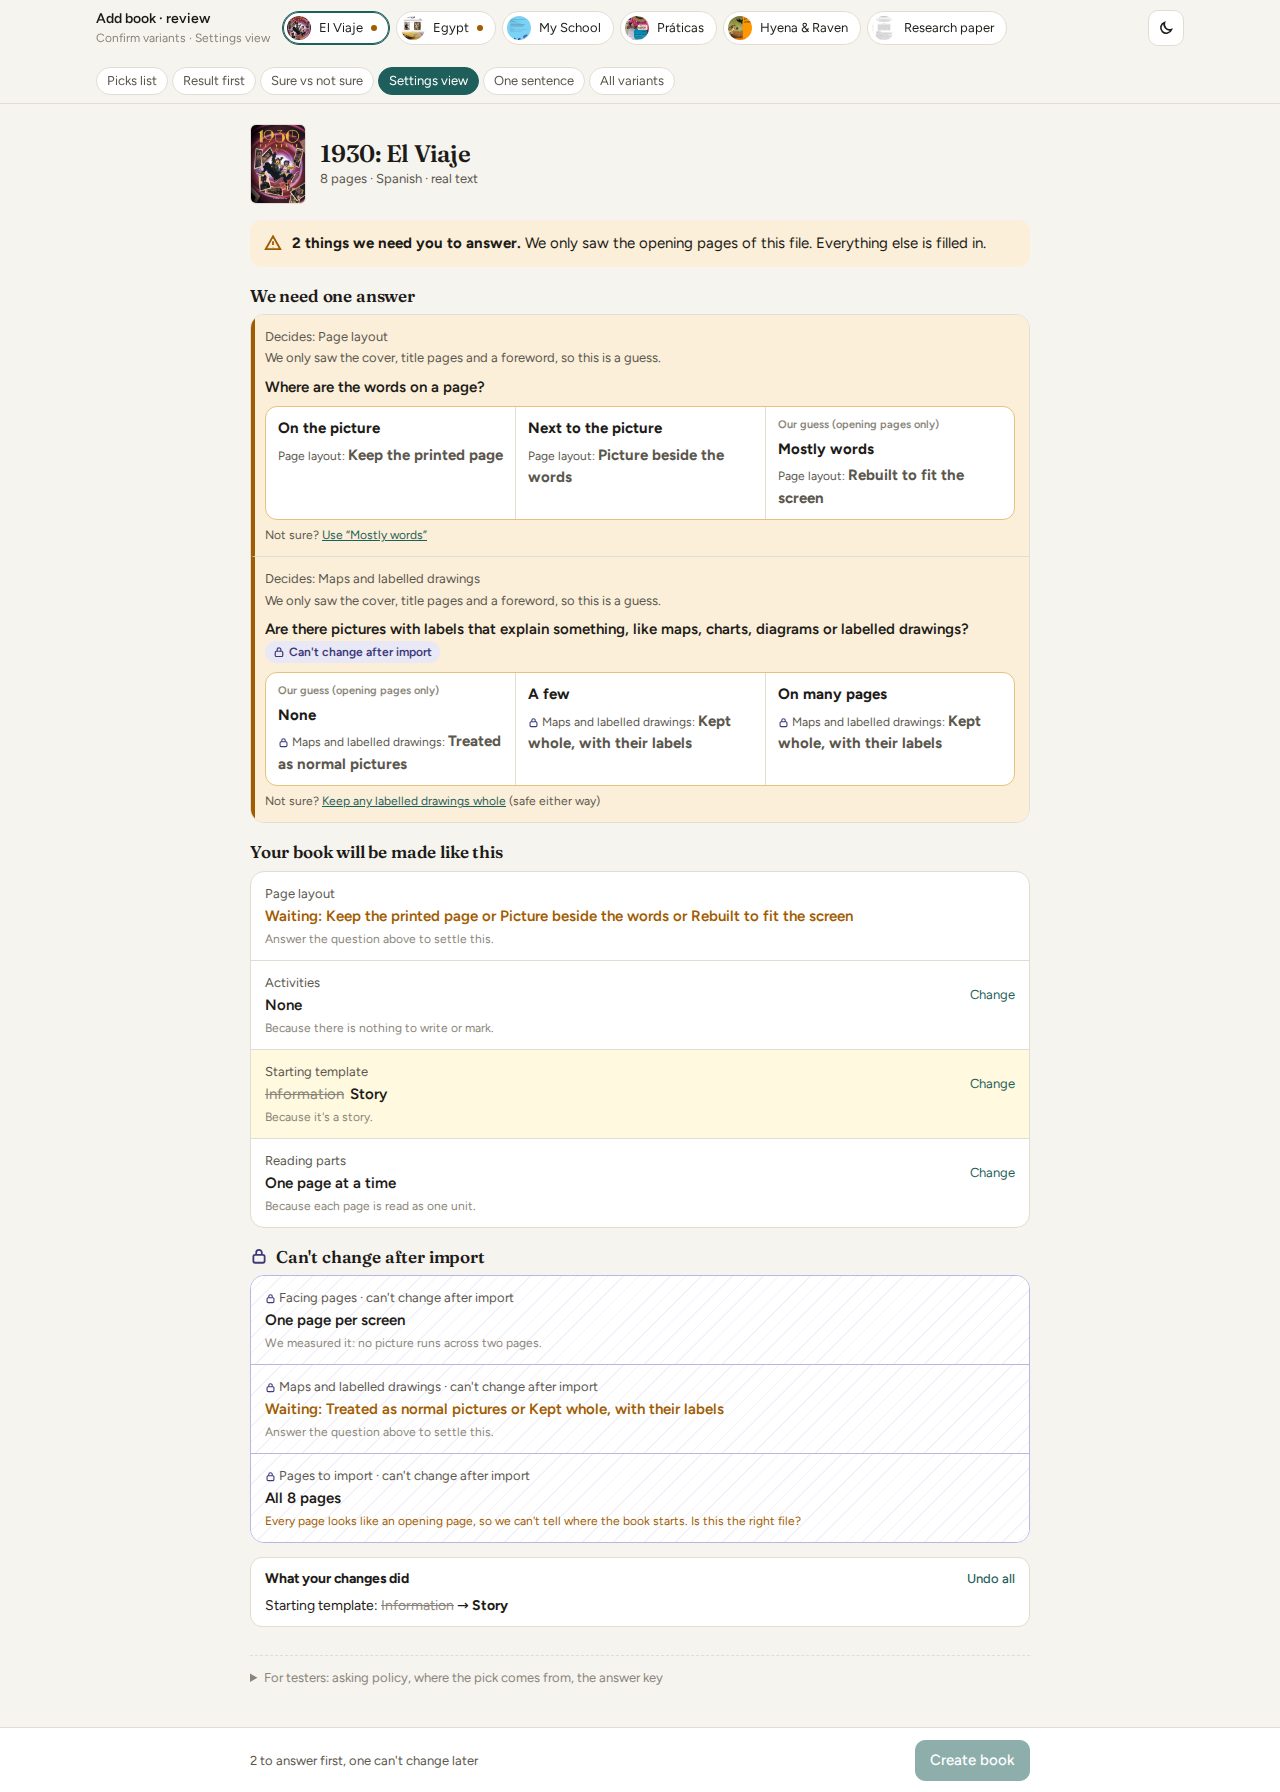 Add book · review
Confirm variants · Settings view
El Viaje
Egypt
My School
Práticas
Hyena & Raven
Research paper
Picks list
Result first
Sure vs not sure
Settings view
One sentence
All variants
1930
1930: El Viaje
8 pages · Spanish · real text
2 things we need you to answer. We only saw the opening pages of this file. Everything else is filled in.
We need one answer
Decides: Page layout
We only saw the cover, title pages and a foreword, so this is a guess.
Where are the words on a page?
On the picture
Page layout: Keep the printed page
Next to the picture
Page layout: Picture beside the
words
Our guess (opening pages only)
Mostly words
Page layout: Rebuilt to fit the
screen
Not sure? Use “Mostly words”
Decides: Maps and labelled drawings
We only saw the cover, title pages and a foreword, so this is a guess.
Are there pictures with labels that explain something, like maps, charts, diagrams or labelled drawings?
Can't change after import
Our guess (opening pages only)
None
Maps and labelled drawings: Treated
as normal pictures
A few
Maps and labelled drawings: Kept
whole, with their labels
On many pages
Maps and labelled drawings: Kept
whole, with their labels
Not sure? Keep any labelled drawings whole (safe either way)
Your book will be made like this
Page layout
Waiting: Keep the printed page or Picture beside the words or Rebuilt to fit the screen
Answer the question above to settle this.
Activities
None
Because there is nothing to write or mark.
Change
Starting template
Information Story
Because it's a story.
Change
Reading parts
One page at a time
Because each page is read as one unit.
Change
Can't change after import
Facing pages · can't change after import
One page per screen
We measured it: no picture runs across two pages.
Maps and labelled drawings · can't change after import
Waiting: Treated as normal pictures or Kept whole, with their labels
Answer the question above to settle this.
Pages to import · can't change after import
All 8 pages
Every page looks like an opening page, so we can't tell where the book starts. Is this the right file?
What your changes did
Undo all
Starting template: Information → Story
For testers: asking policy, where the pick comes from, the answer key
2 to answer first, one can't change later
Create book